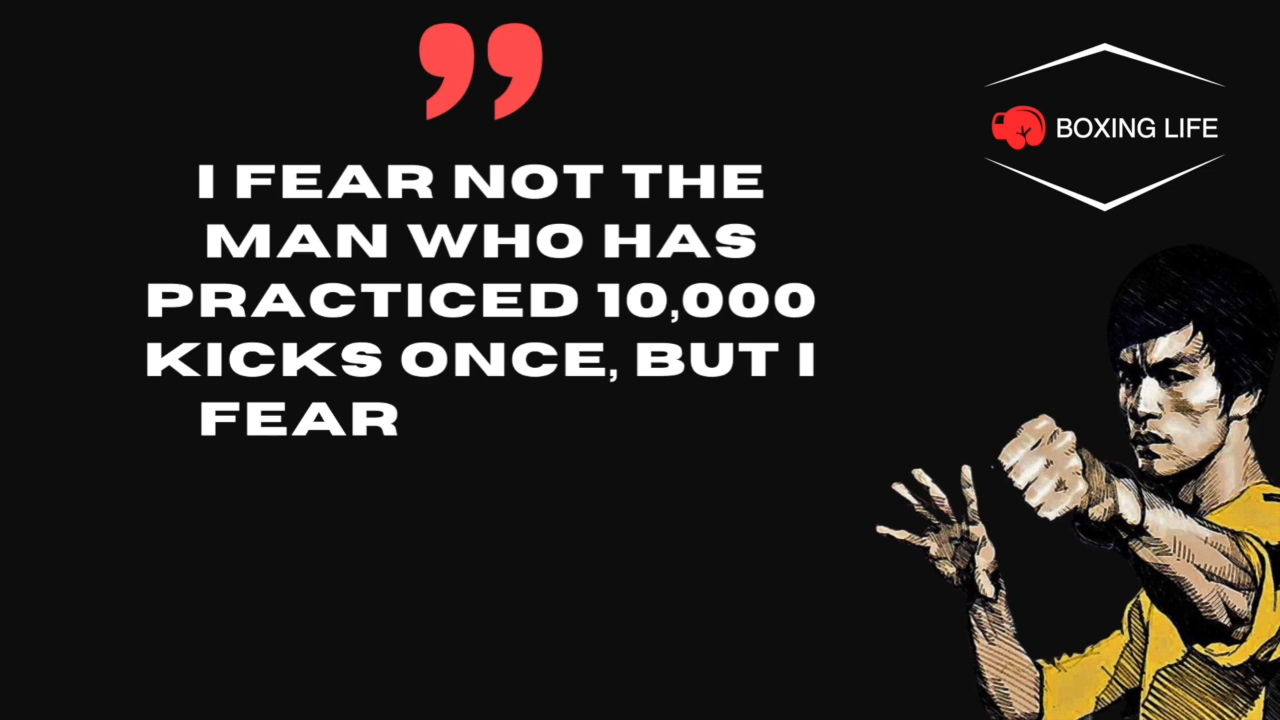 BOXING LIFE
I FEAR NOT THE
MAN WHO HAS
PRACTICED 10,000
KICKS ONCE, BUT I
FEAR